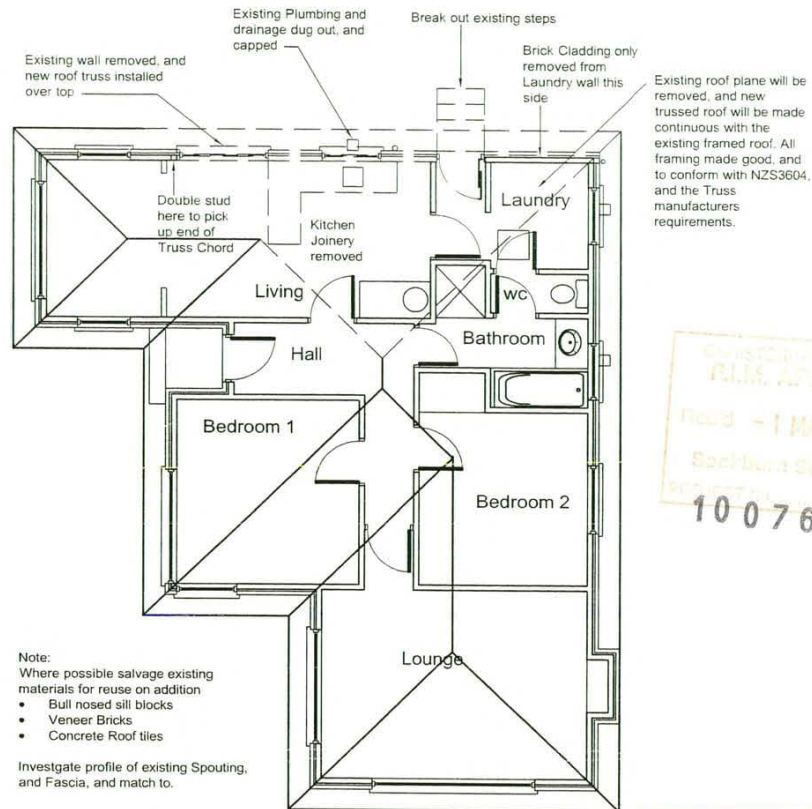 Existing Plumbing and
drainage dug out, and
capped
Break out existing steps
Existing wall removed, and
new roof truss installed
over top
Brick Cladding only
removed from
Laundry wall this
side
Existing roof plane will be
removed, and new
trussed roof will be made
continuous with the
existing framed roof. All
framing made good, and
to conform with NZS3604,
and the Truss
manufacturers
requirements.
Double stud
here to pick
up end of
Truss Chord
Kitchen
Joinery
removed
Laundry
Living
wc
Hall
Bathroom
Bedroom 1
Bedroom 2
10076
Lounge
Note:
Where possible salvage existing
materials for reuse on addition
• Bull nosed sill blocks
• Veneer Bricks
• Concrete Roof tiles
Investgate profile of existing Spouting,
and Fascia, and match to.